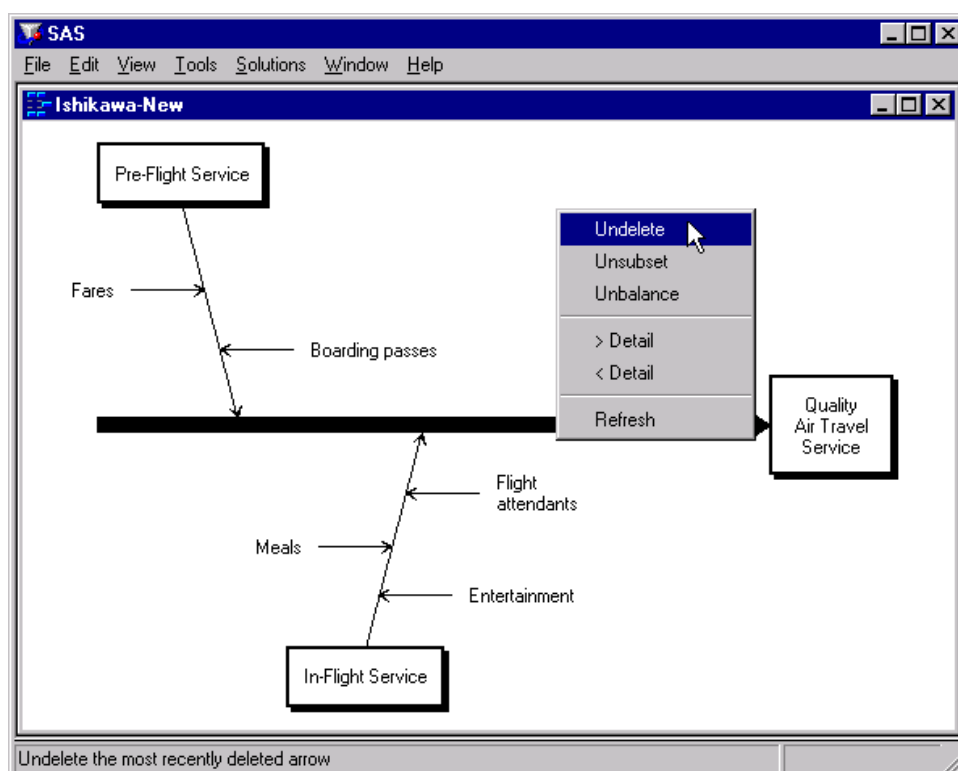 SAS
File Edit View Tools Solutions Window Help
Ishikawa-New
Pre-Flight Service
Undelete
Unsubset
Fares
Unbalance
> Detail
Boarding passes
< Detail
Refresh
Quality
Air Travel
Service
Flight
attendants
Meals
Entertainment
In-Flight Service
Undelete the most recently deleted arrow